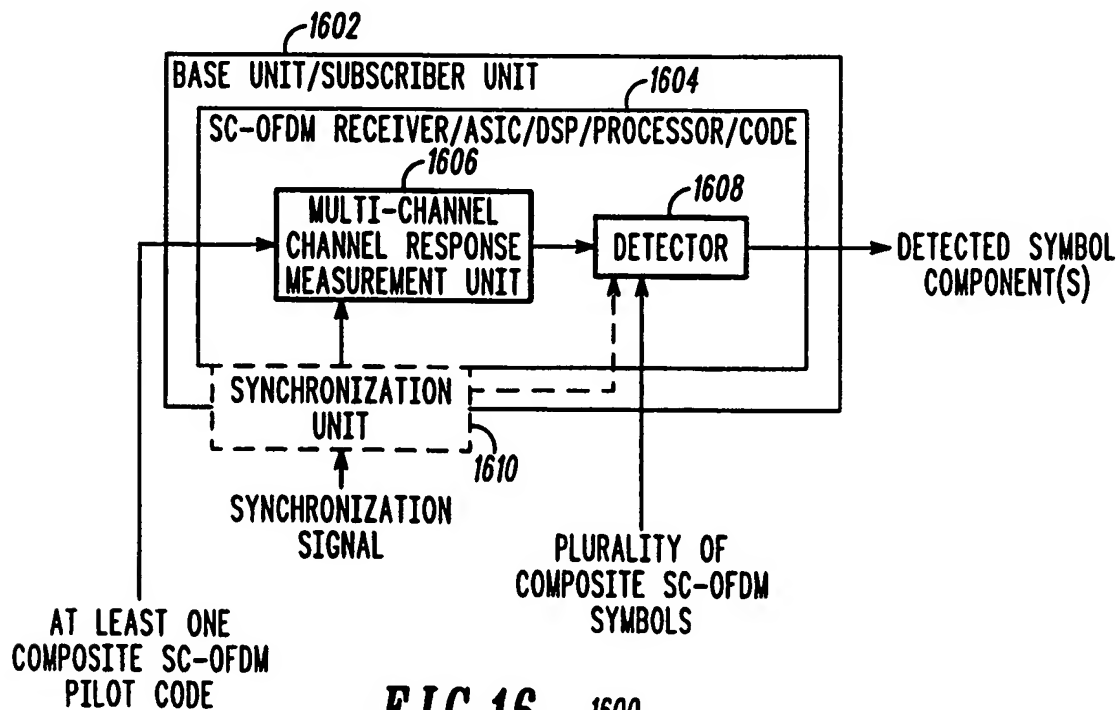 1602
BASE UNIT/SUBSCRIBER UNIT
1604
SC-OFDM RECEIVER/ASIC/DSP/PROCESSOR/CODE
1606
MULTI-CHANNEL
CHANNEL RESPONSE
MEASUREMENT UNIT
1608
DETECTOR
DETECTED SYMBOL
COMPONENT(S)
SYNCHRONIZATION
UNIT
1610
SYNCHRONIZATION
SIGNAL
PLURALITY OF
COMPOSITE SC-OFDM
SYMBOLS
AT LEAST ONE
COMPOSITE SC-OFDM
PILOT CODE
FIG.16
1600